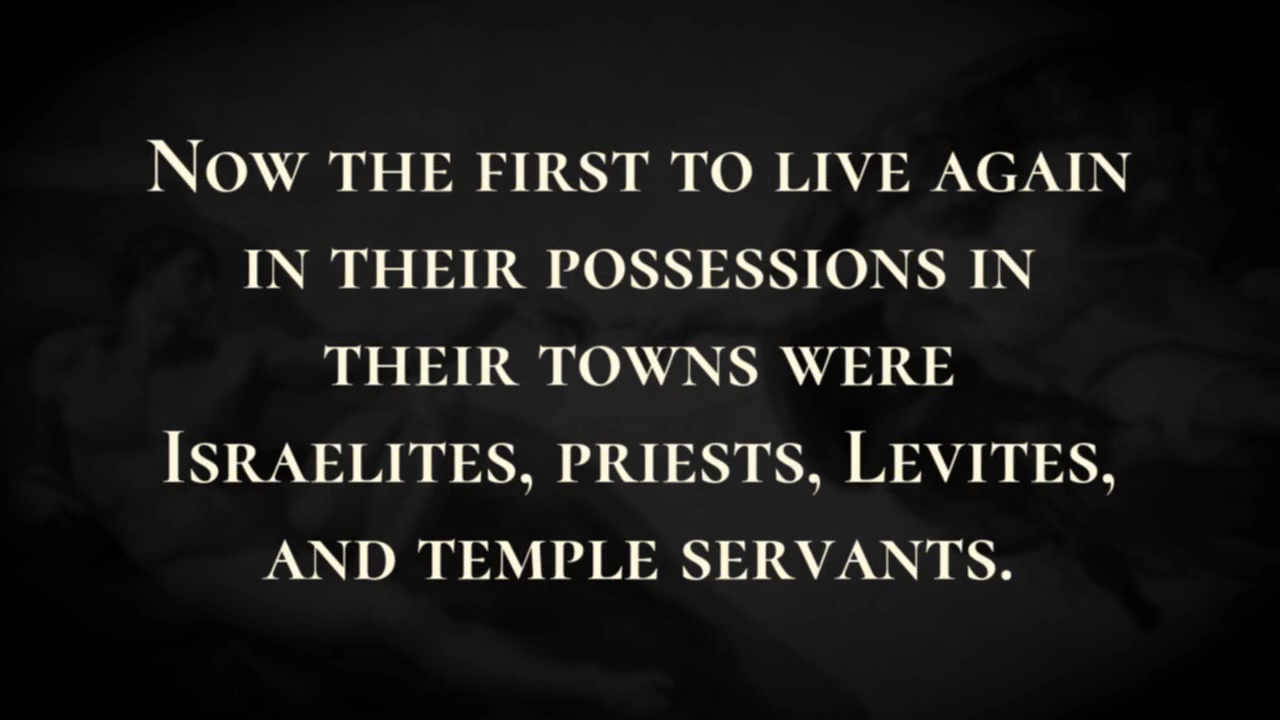 Now the first to live again
in their possessions in
their towns were
Israelites, priests, Levites,
and temple servants.